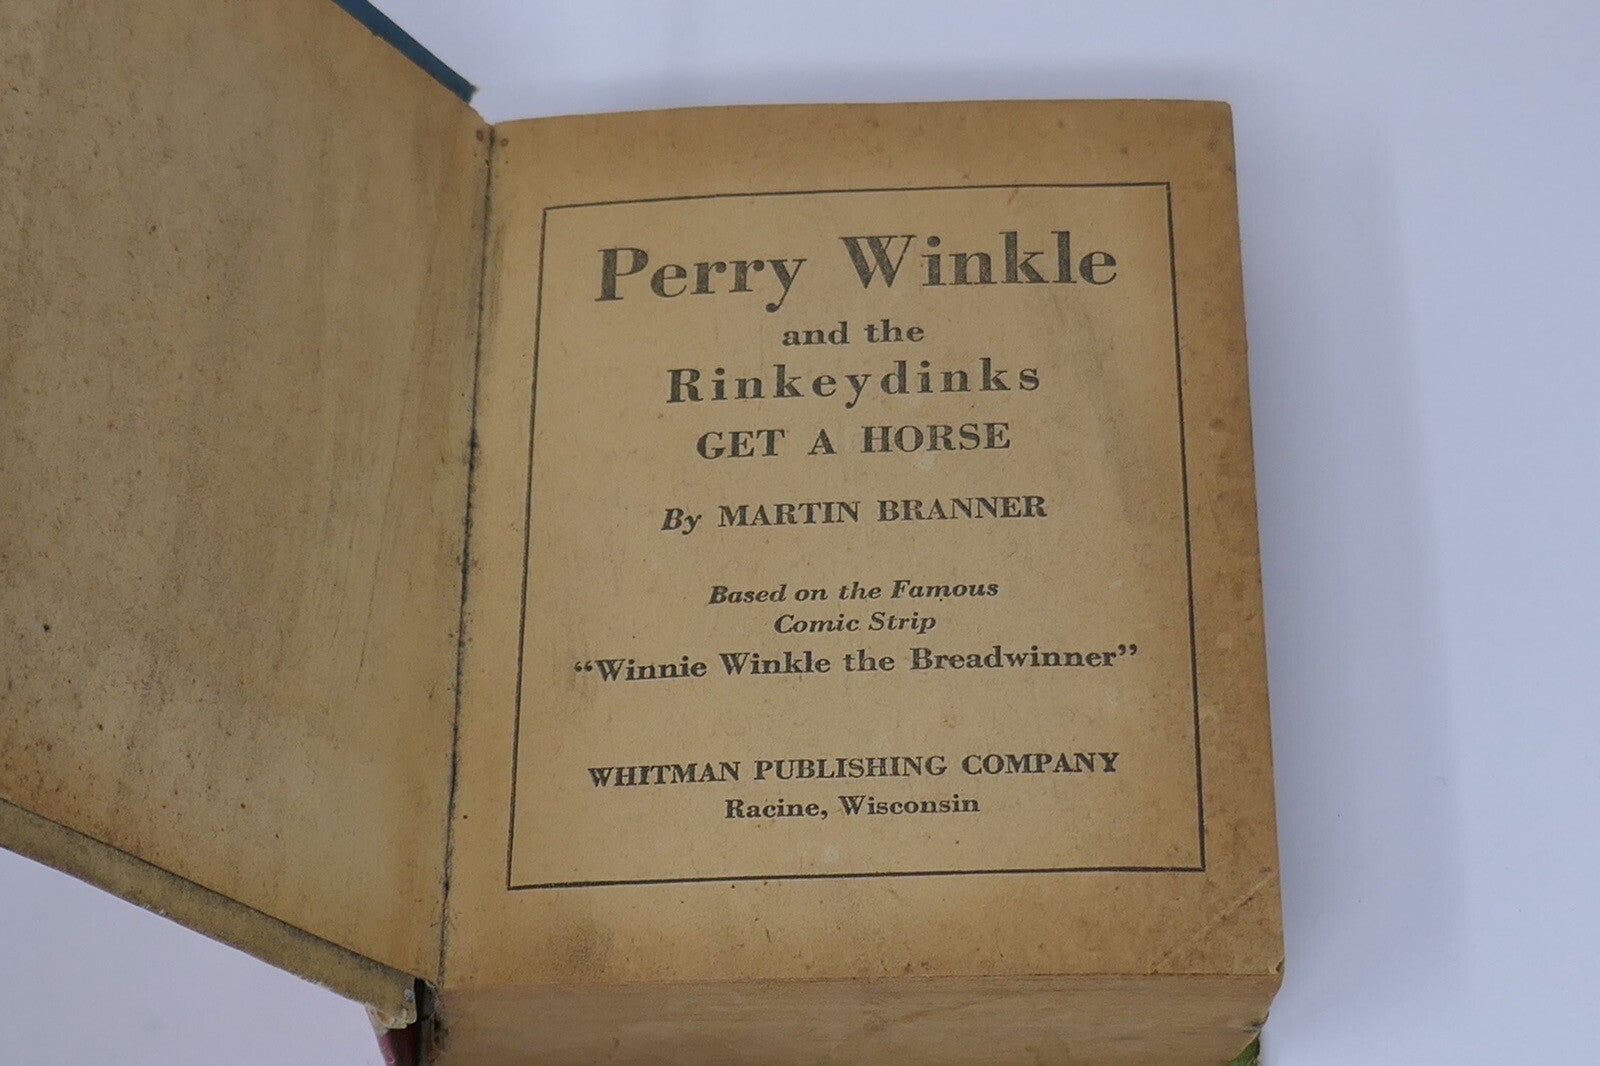 Perry Winkle
and the
Rinkeydinks
GET A HORSE
By MARTIN BRANNER
Based on the Famous
Comic Strip
“Winnie Winkle the Breadwinner”
WHITMAN PUBLISHING COMPANY
Racine, Wisconsin